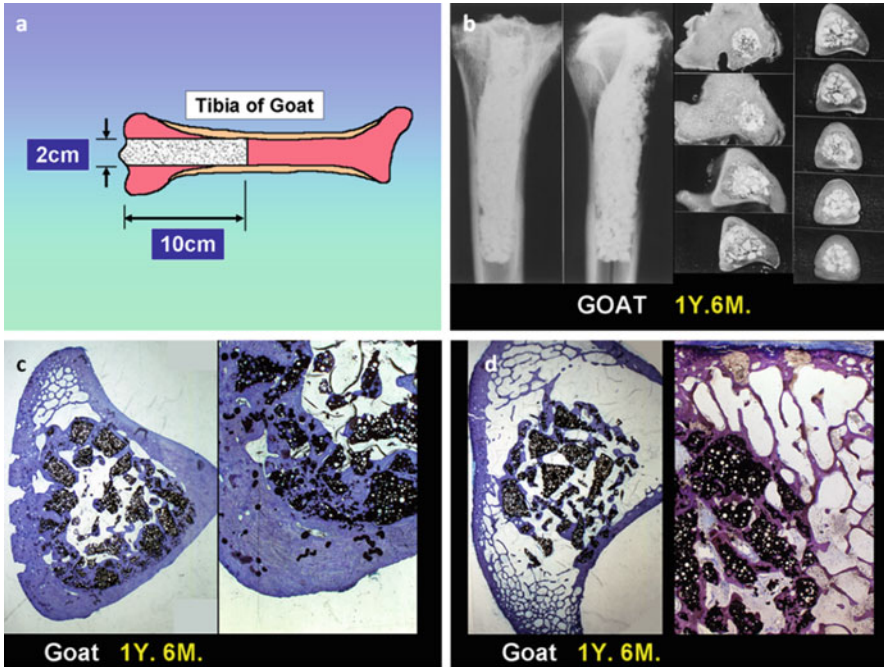 a
Tibia of Goat
2cm
10cm
b
GOAT 1Y.6M.
c
Goat 1Y. 6M.
d
Goat 1Y. 6M.